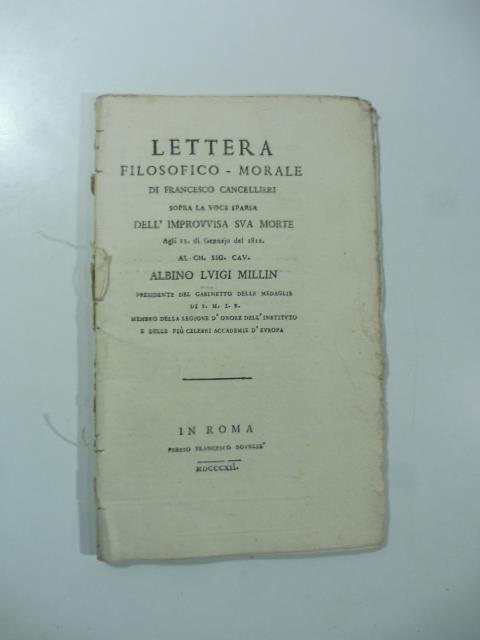 LETTERA
FILOSOFICO - MORALE
DI FRANCESCO CANCELLIERI
SOPRA LA VOCE SPARSA
DELL' IMPROVVISA SVA MORTE
Agli 11. di Gennajo del 1812.
AL CH. SIG. CAV.
ALBINO LVIGI MILLIN
PRESIDENTE DEL GABINETTO DELLE MEDAGLIE
DI S. M. I. R.
MEMBRO DELLA LEGIONE D' ONORE DELL' INSTITVTO
E DELLE PIÙ CELEBRI ACCADEMIE D' EVROPA
IN ROMA
PRESSO FRANCESCO BOVRLIE'
MDCCCXII.